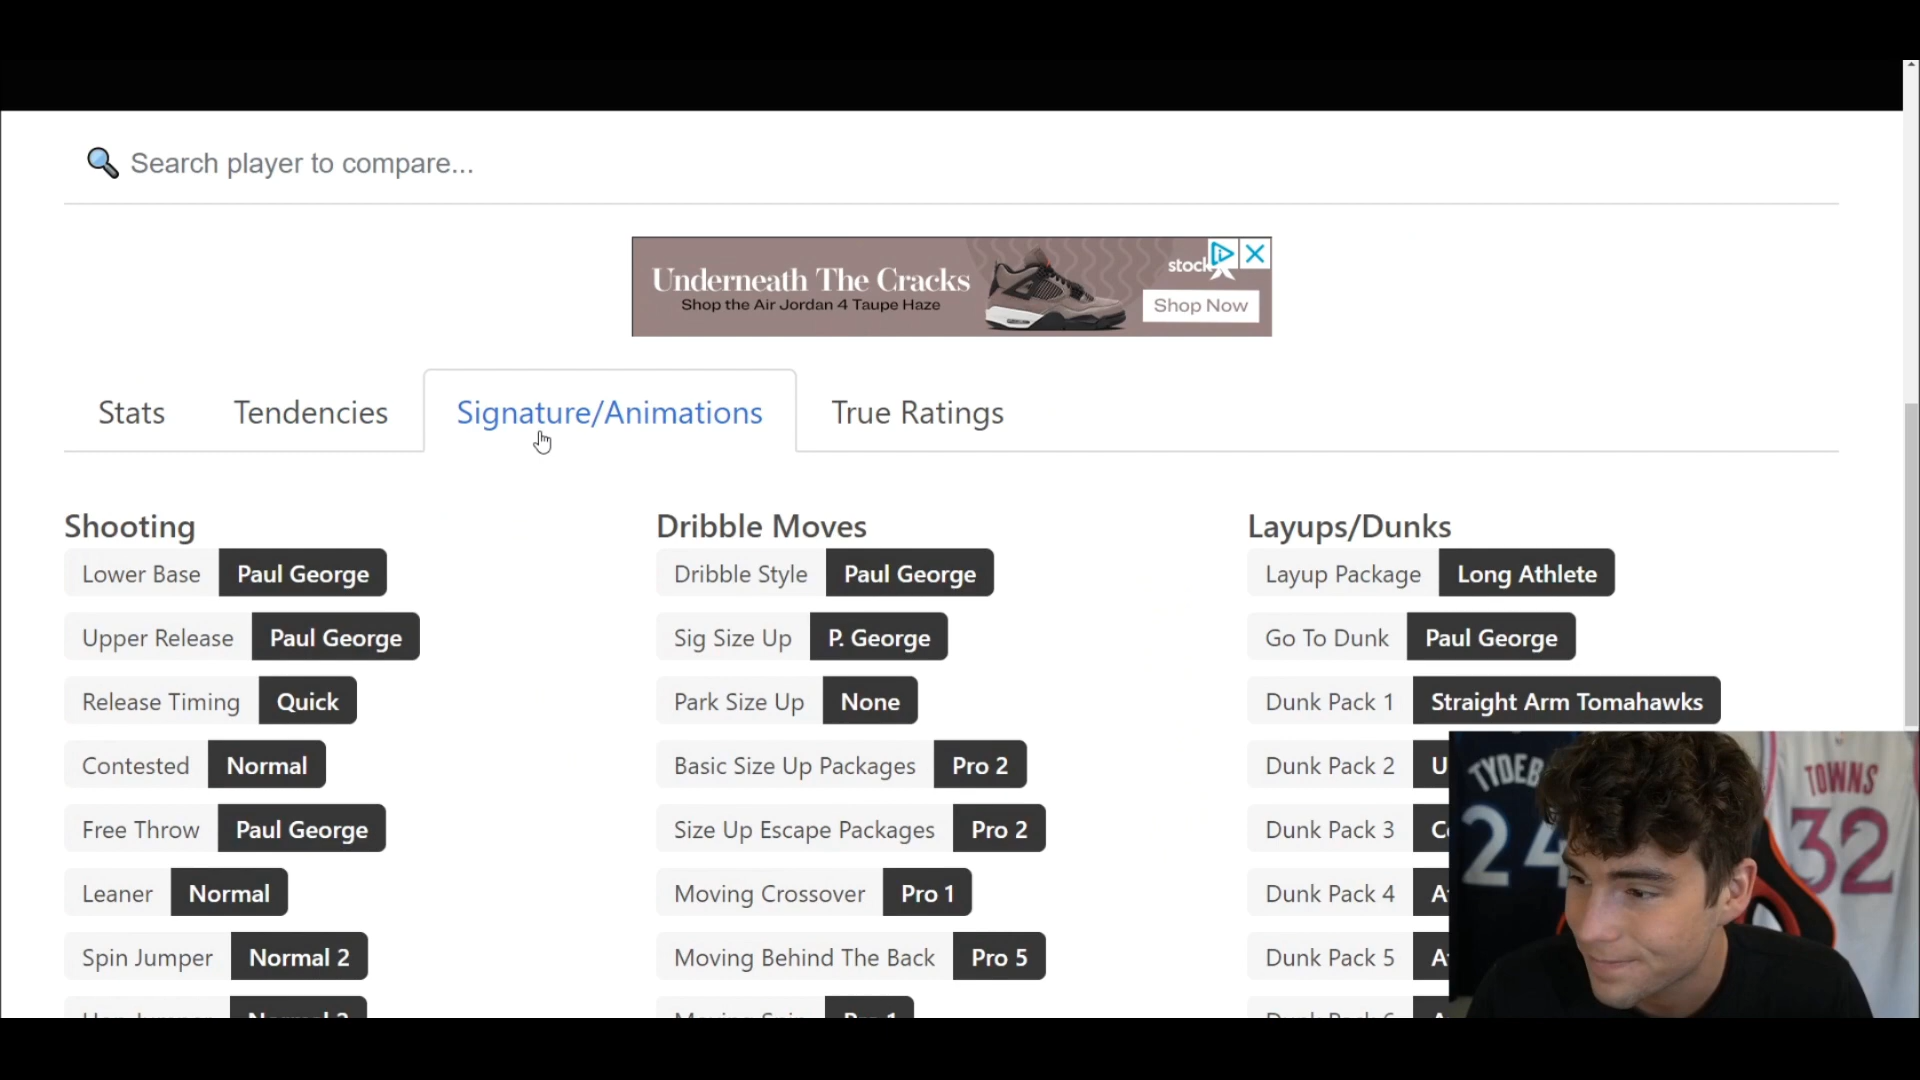 Search player to compare...
Underneath The Cracks
Shop the Air Jordan 4 Taupe Haze
stockX
Shop Now
Stats
Tendencies
Signature/Animations
True Ratings
Shooting
Lower Base Paul George
Upper Release Paul George
Release Timing Quick
Contested Normal
Free Throw Paul George
Leaner Normal
Spin Jumper Normal 2
Dribble Moves
Dribble Style Paul George
Sig Size Up P. George
Park Size Up None
Basic Size Up Packages Pro 2
Size Up Escape Packages Pro 2
Moving Crossover Pro 1
Moving Behind The Back Pro 5
Moving Spin Pro 1
Layups/Dunks
Layup Package Long Athlete
Go To Dunk Paul George
Dunk Pack 1 Straight Arm Tomahawks
Dunk Pack 2 U
Dunk Pack 3
Dunk Pack 4
Dunk Pack 5
TYDEB
24
TOWNS
32